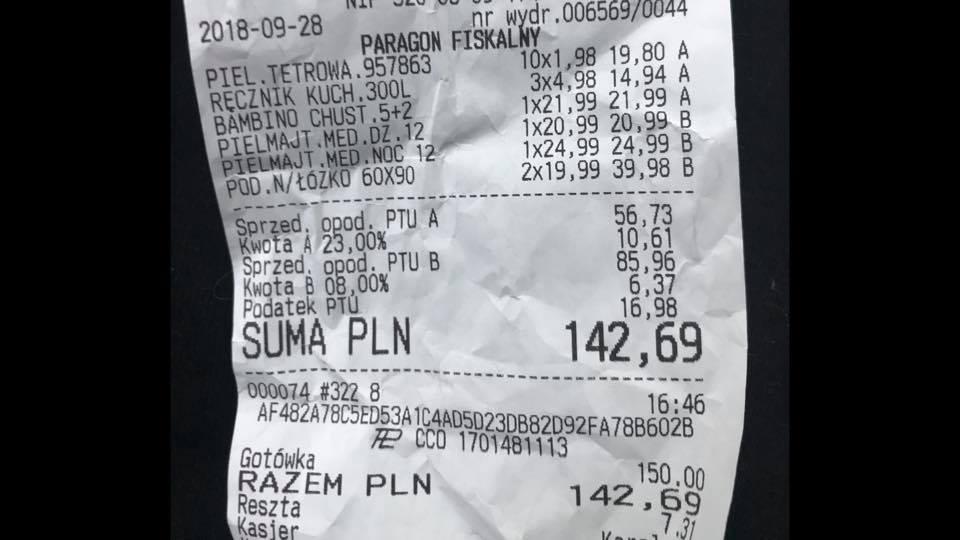 2018-09-28
nr wydr.006569/0044
PARAGON FISKALNY
PIEL.TETROWA.957863 10x1,98 19,80 A
RĘCZNIK KUCH.300L 3x4,98 14,94 A
BAMBINO CHUST.5+2 1x21,99 21,99 A
PIELMAJT.MED.DZ.12 1x20,99 20,99 B
PIELMAJT.MED.NOC 12 1x24,99 24,99 B
POD.N/ŁÓŻKO 60X90 2x19,99 39,98 B
Sprzed. opod. PTU A 56,73
Kwota A 23,00% 10,61
Sprzed. opod. PTU B 85,96
Kwota B 08,00% 6,37
Podatek PTU 16,98
SUMA PLN 142,69
000074 #322 8 16:46
AF482A78C5ED53A1C4AD5D23DB82D92FA78B602B
CCO 1701481113
Gotówka 150,00
RAZEM PLN 142,69
Reszta 7,31
Kasjer